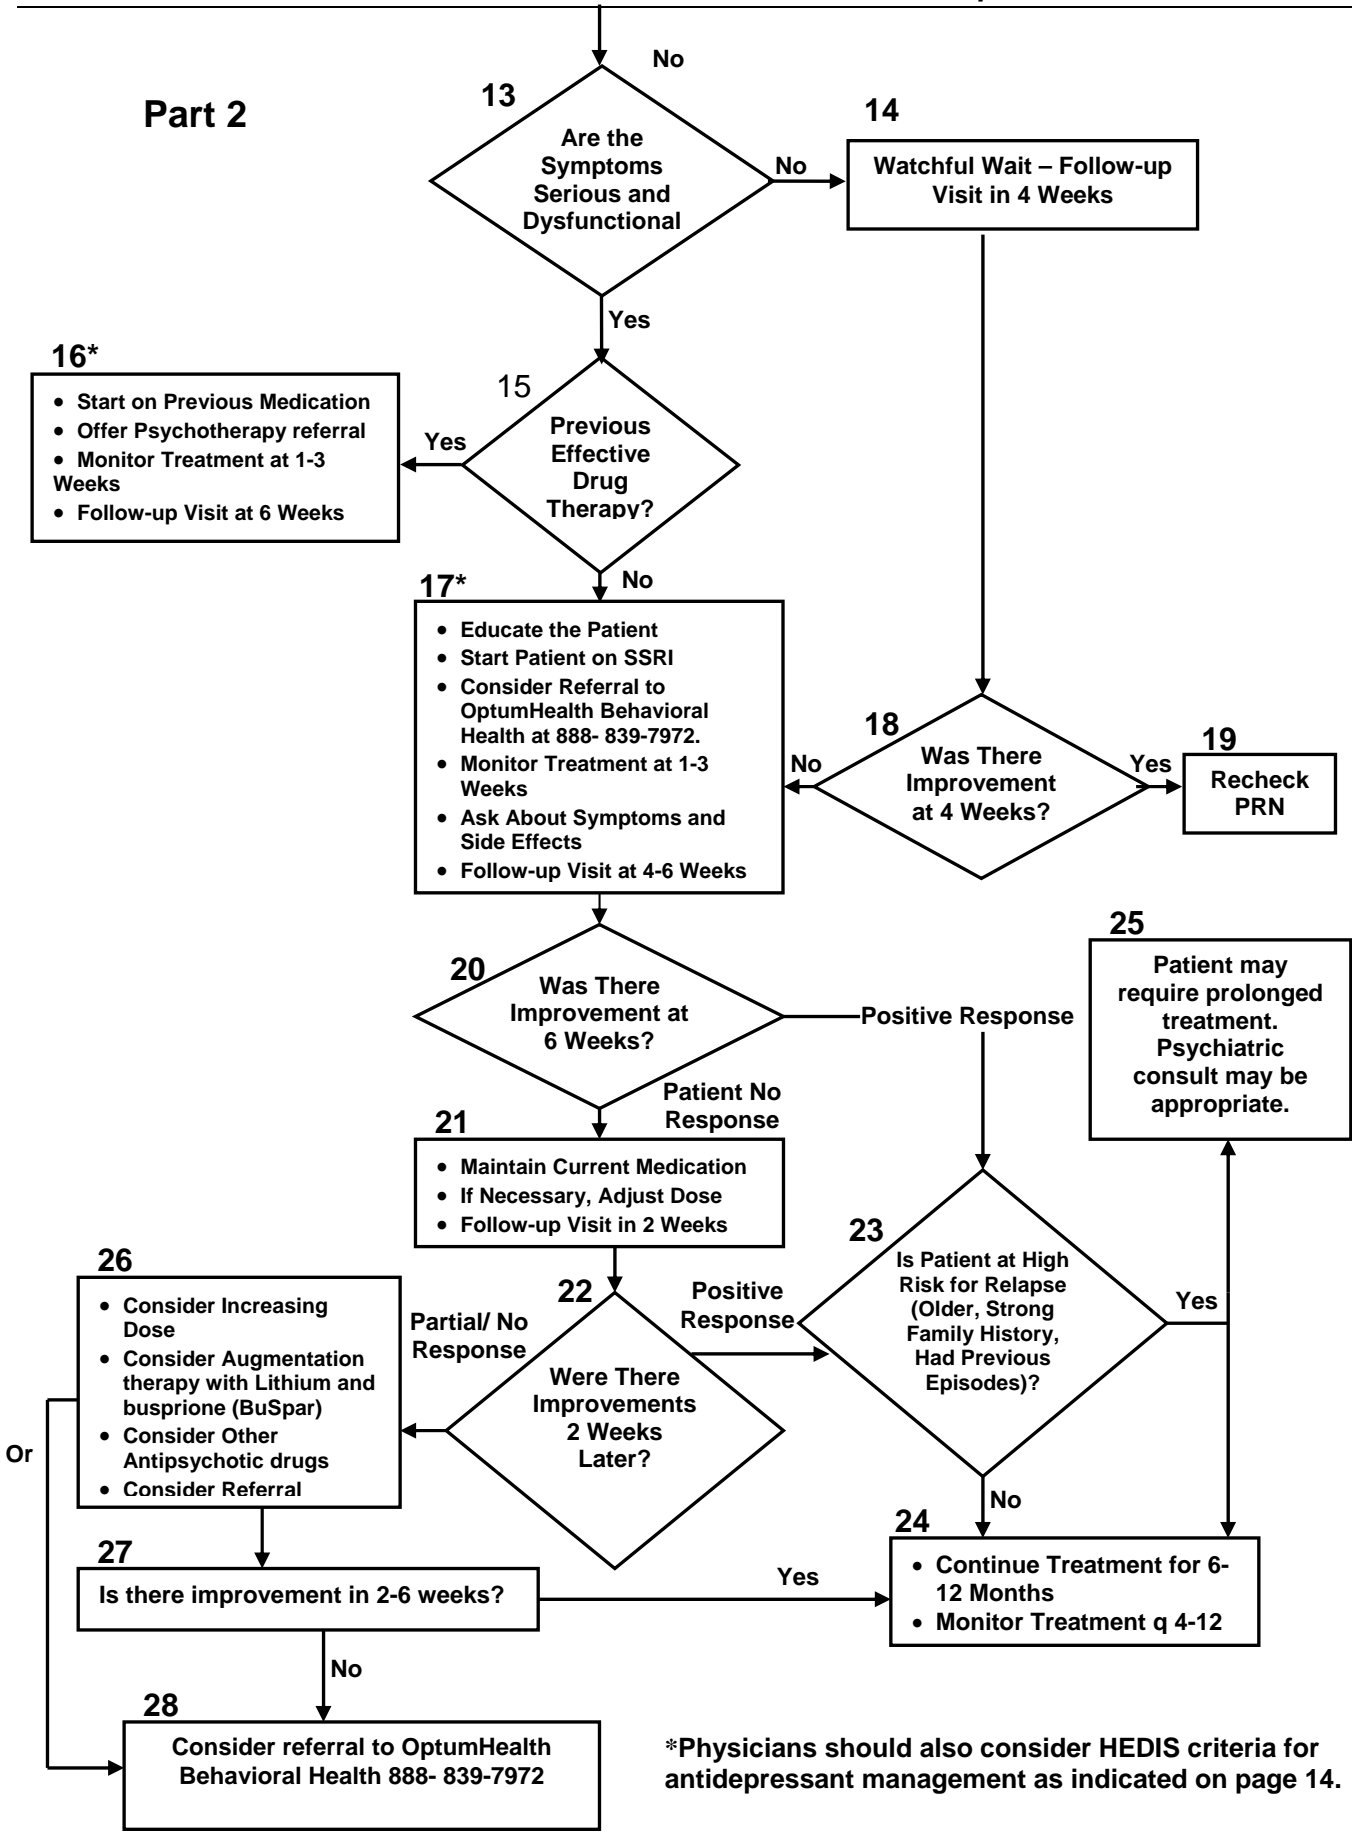 No
Part 2
13
Are the
Symptoms
Serious and
Dysfunctional
No
14
Watchful Wait – Follow-up
Visit in 4 Weeks
Yes
16*
• Start on Previous Medication
• Offer Psychotherapy referral
• Monitor Treatment at 1-3
Weeks
• Follow-up Visit at 6 Weeks
Yes
15
Previous
Effective
Drug
Therapy?
No
17*
• Educate the Patient
• Start Patient on SSRI
• Consider Referral to
OptumHealth Behavioral
Health at 888- 839-7972.
• Monitor Treatment at 1-3
Weeks
• Ask About Symptoms and
Side Effects
• Follow-up Visit at 4-6 Weeks
18
Was There
Improvement
at 4 Weeks?
No
Yes
19
Recheck
PRN
20
Was There
Improvement at
6 Weeks?
Positive Response
25
Patient may
require prolonged
treatment.
Psychiatric
consult may be
appropriate.
Patient No
Response
21
• Maintain Current Medication
• If Necessary, Adjust Dose
• Follow-up Visit in 2 Weeks
22
Were There
Improvements
2 Weeks
Later?
Partial/ No
Response
Positive
Response
23
Is Patient at High
Risk for Relapse
(Older, Strong
Family History,
Had Previous
Episodes)?
Yes
No
26
• Consider Increasing
Dose
• Consider Augmentation
therapy with Lithium and
busprione (BuSpar)
• Consider Other
Antipsychotic drugs
• Consider Referral
Or
24
• Continue Treatment for 6-
12 Months
• Monitor Treatment q 4-12
27
Is there improvement in 2-6 weeks?
Yes
No
28
Consider referral to OptumHealth
Behavioral Health 888- 839-7972
*Physicians should also consider HEDIS criteria for
antidepressant management as indicated on page 14.